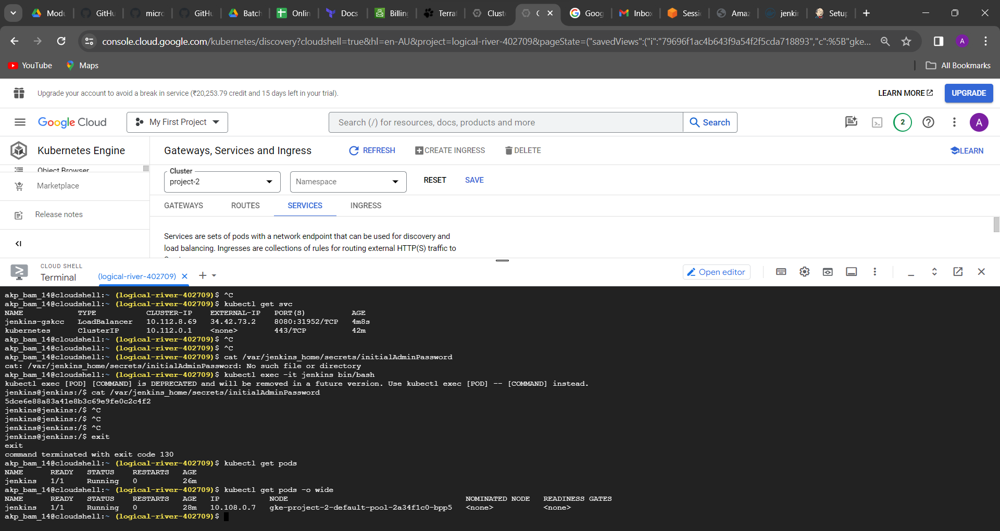 Modu
GitHu
micro
GitHu
Batch
Onlin
Docs
Billin
Terra
Clust
Goog
Inbox
Sessi
Amaz
jenkin
Setup
console.cloud.google.com/kubernetes/discovery?cloudshell=true&hl=en-AU&project=logical-river-402709&pageState=("savedViews":("i":"79696f1ac4b643f9a54f2f5cda718893","c":%5B"gke...
A
YouTube
Maps
All Bookmarks
Upgrade your account to avoid a break in service (₹20,253.79 credit and 15 days left in your trial).
LEARN MORE
UPGRADE
Google Cloud
My First Project
Search (/) for resources, docs, products and more
Search
2
A
Kubernetes Engine
Gateways, Services and Ingress
REFRESH
CREATE INGRESS
DELETE
LEARN
Object Browser
Marketplace
Release notes
Cluster
project-2
Namespace
RESET
SAVE
GATEWAYS
ROUTES
SERVICES
INGRESS
Services are sets of pods with a network endpoint that can be used for discovery and
load balancing. Ingresses are collections of rules for routing external HTTP(S) traffic to
CLOUD SHELL
Terminal
(logical-river-402709)
Open editor
akp_bam_14@cloudshell:~ (logical-river-402709)$ ^C
akp_bam_14@cloudshell:~ (logical-river-402709)$ kubectl get svc
NAME TYPE CLUSTER-IP EXTERNAL-IP PORT(S) AGE
jenkins-gskcc LoadBalancer 10.112.8.69 34.42.73.2 8080:31952/TCP 4m8s
kubernetes ClusterIP 10.112.0.1 <none> 443/TCP 42m
akp_bam_14@cloudshell:~ (logical-river-402709)$ ^C
akp_bam_14@cloudshell:~ (logical-river-402709)$ ^C
akp_bam_14@cloudshell:~ (logical-river-402709)$ cat /var/jenkins_home/secrets/initialAdminPassword
cat: /var/jenkins_home/secrets/initialAdminPassword: No such file or directory
akp_bam_14@cloudshell:~ (logical-river-402709)$ kubectl exec -it jenkins bin/bash
kubectl exec [POD] [COMMAND] is DEPRECATED and will be removed in a future version. Use kubectl exec [POD] -- [COMMAND] instead.
jenkins@jenkins:/$ cat /var/jenkins_home/secrets/initialAdminPassword
5dce6e88a83a41e8b3c69e9fe0c2c4f2
jenkins@jenkins:/$ ^C
jenkins@jenkins:/$ ^C
jenkins@jenkins:/$ ^C
jenkins@jenkins:/$ exit
exit
command terminated with exit code 130
akp_bam_14@cloudshell:~ (logical-river-402709)$ kubectl get pods
NAME READY STATUS RESTARTS AGE
jenkins 1/1 Running 0 26m
akp_bam_14@cloudshell:~ (logical-river-402709)$ kubectl get pods -o wide
NAME READY STATUS RESTARTS AGE IP NODE NOMINATED NODE READINESS GATES
jenkins 1/1 Running 0 28m 10.108.0.7 gke-project-2-default-pool-2a34f1c0-bpp5 <none> <none>
akp_bam_14@cloudshell:~ (logical-river-402709)$